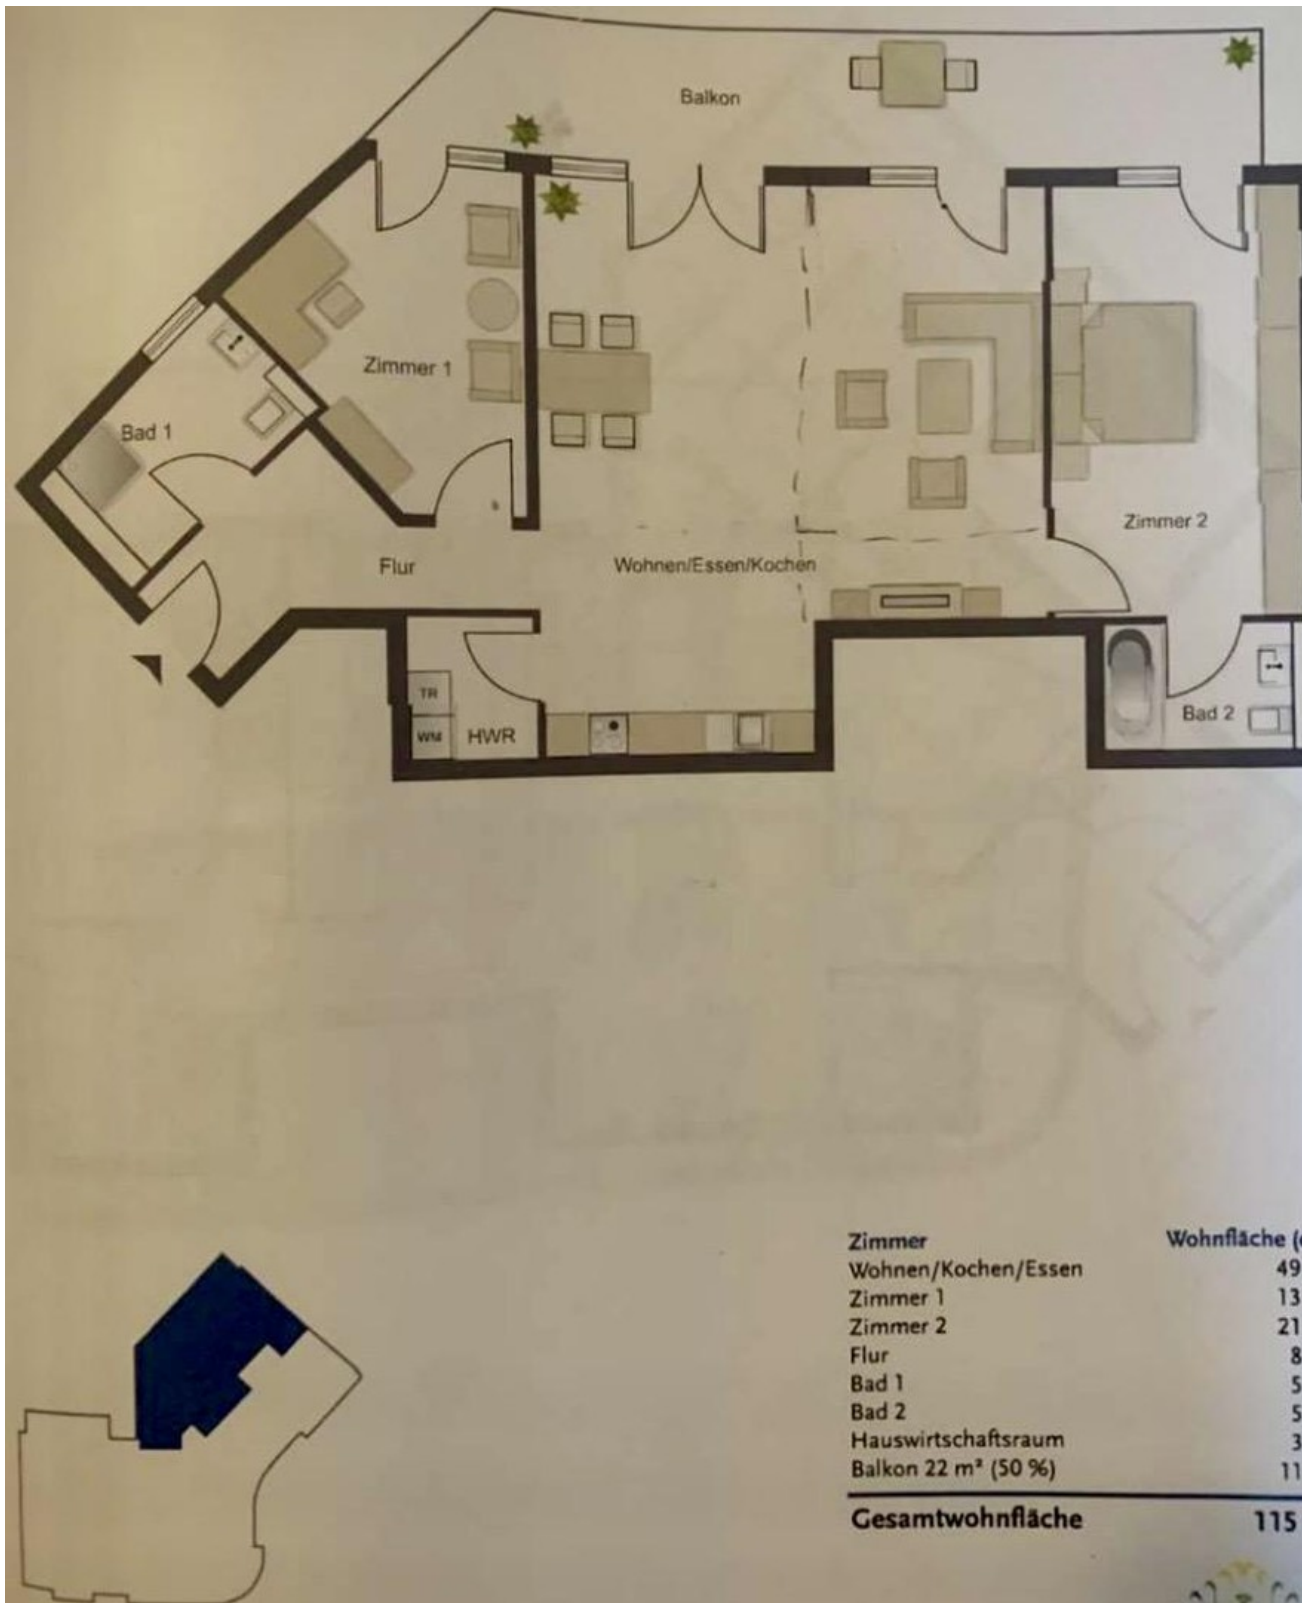 Balkon
Zimmer 1
Bad 1
Zimmer 2
Flur
Wohnen/Essen/Kochen
TR
WM
HWR
Bad 2
Zimmer Wohnfläche (
Wohnen/Kochen/Essen 49
Zimmer 1 13
Zimmer 2 21
Flur 8
Bad 1 5
Bad 2 5
Hauswirtschaftsraum 3
Balkon 22 m² (50 %) 11
Gesamtwohnfläche 115